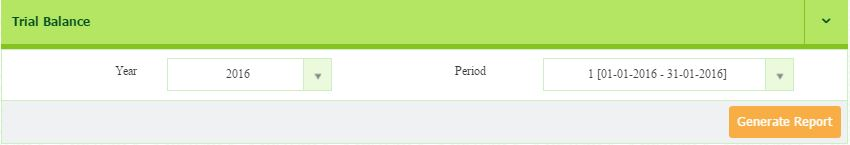 Trial Balance
Year 2016 Period 1 [01-01-2016 - 31-01-2016]
Generate Report